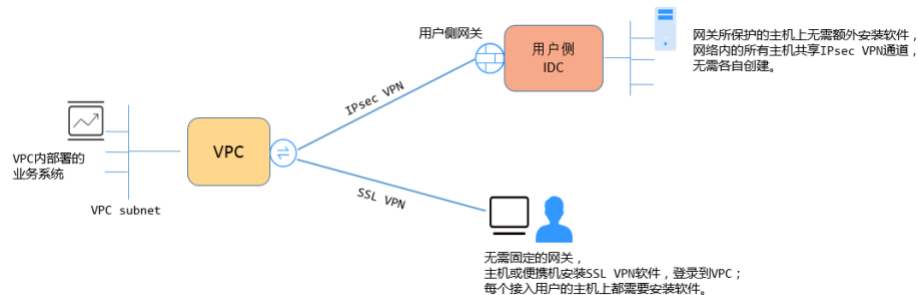 用户侧网关
用户侧
IDC
网关所保护的主机上无需额外安装软件，
网络内的所有主机共享IPsec VPN通道，
无需各自创建。
IPsec VPN
VPC
VPC内部署的
业务系统
VPC subnet
SSL VPN
无需固定的网关，
主机或便携机安装SSL VPN软件，登录到VPC；
每个接入用户的主机上都需要安装软件。